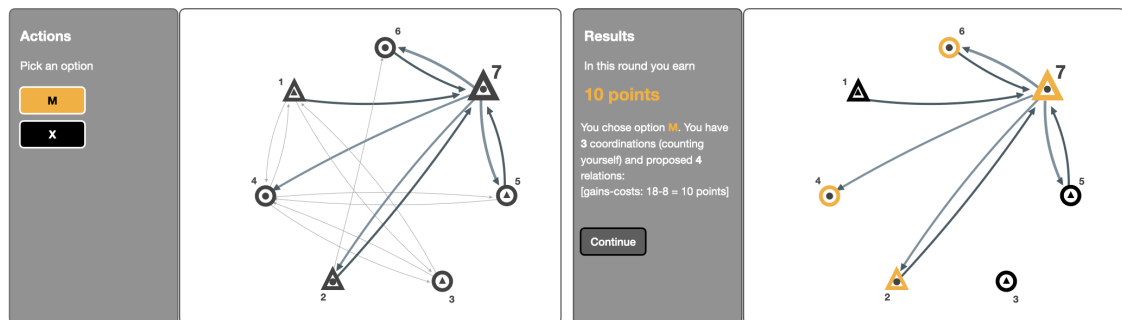 Actions
Pick an option
M
X
6
7
1
4
5
2
3
Results
In this round you earn
10 points
You chose option M. You have
3 coordinations (counting
yourself) and proposed 4
relations:
[gains-costs: 18-8 = 10 points]
Continue
6
7
1
4
5
2
3